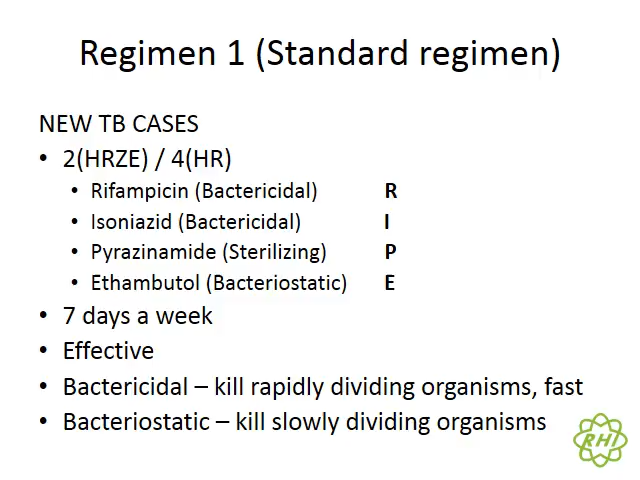 Regimen 1 (Standard regimen)
NEW TB CASES
• 2(HRZE) / 4(HR)
• Rifampicin (Bactericidal) R
• Isoniazid (Bactericidal) I
• Pyrazinamide (Sterilizing) P
• Ethambutol (Bacteriostatic) E
• 7 days a week
• Effective
• Bactericidal – kill rapidly dividing organisms, fast
• Bacteriostatic – kill slowly dividing organisms
RHI